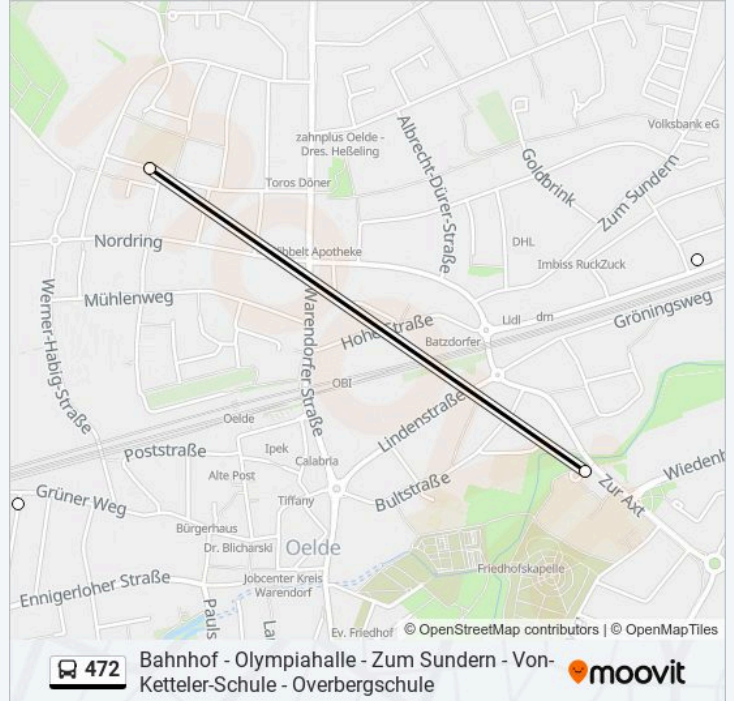 Volksbank eG
zahnplus Oelde -
Dres. Heßeling
Albrecht-Dürer-Straße
Goldbrink
Zum Sundern
Toros Döner
Nordring
DHL
Imbiss RuckZuck
Mühlenweg
Werner-Habig-Straße
Warendorfer Straße
Hohe Straße
Lidl
dm
Gröningsweg
Batzdorfer
OBI
Oelde
Lindenstraße
Poststraße
Ipek
Calabria
Alte Post
Tiffany
Bultstraße
Zur Axt
Wiedenb
Grüner Weg
Bürgerhaus
Dr. Blicharski
Oelde
Friedhofskapelle
Ennigerloher Straße
Jobcenter Kreis
Warendorf
Pauls
Ev. Friedhof
© OpenStreetMap contributors | © OpenMapTiles
472
Bahnhof - Olympiahalle - Zum Sundern - Von-
Ketteler-Schule - Overbergschule
moovit